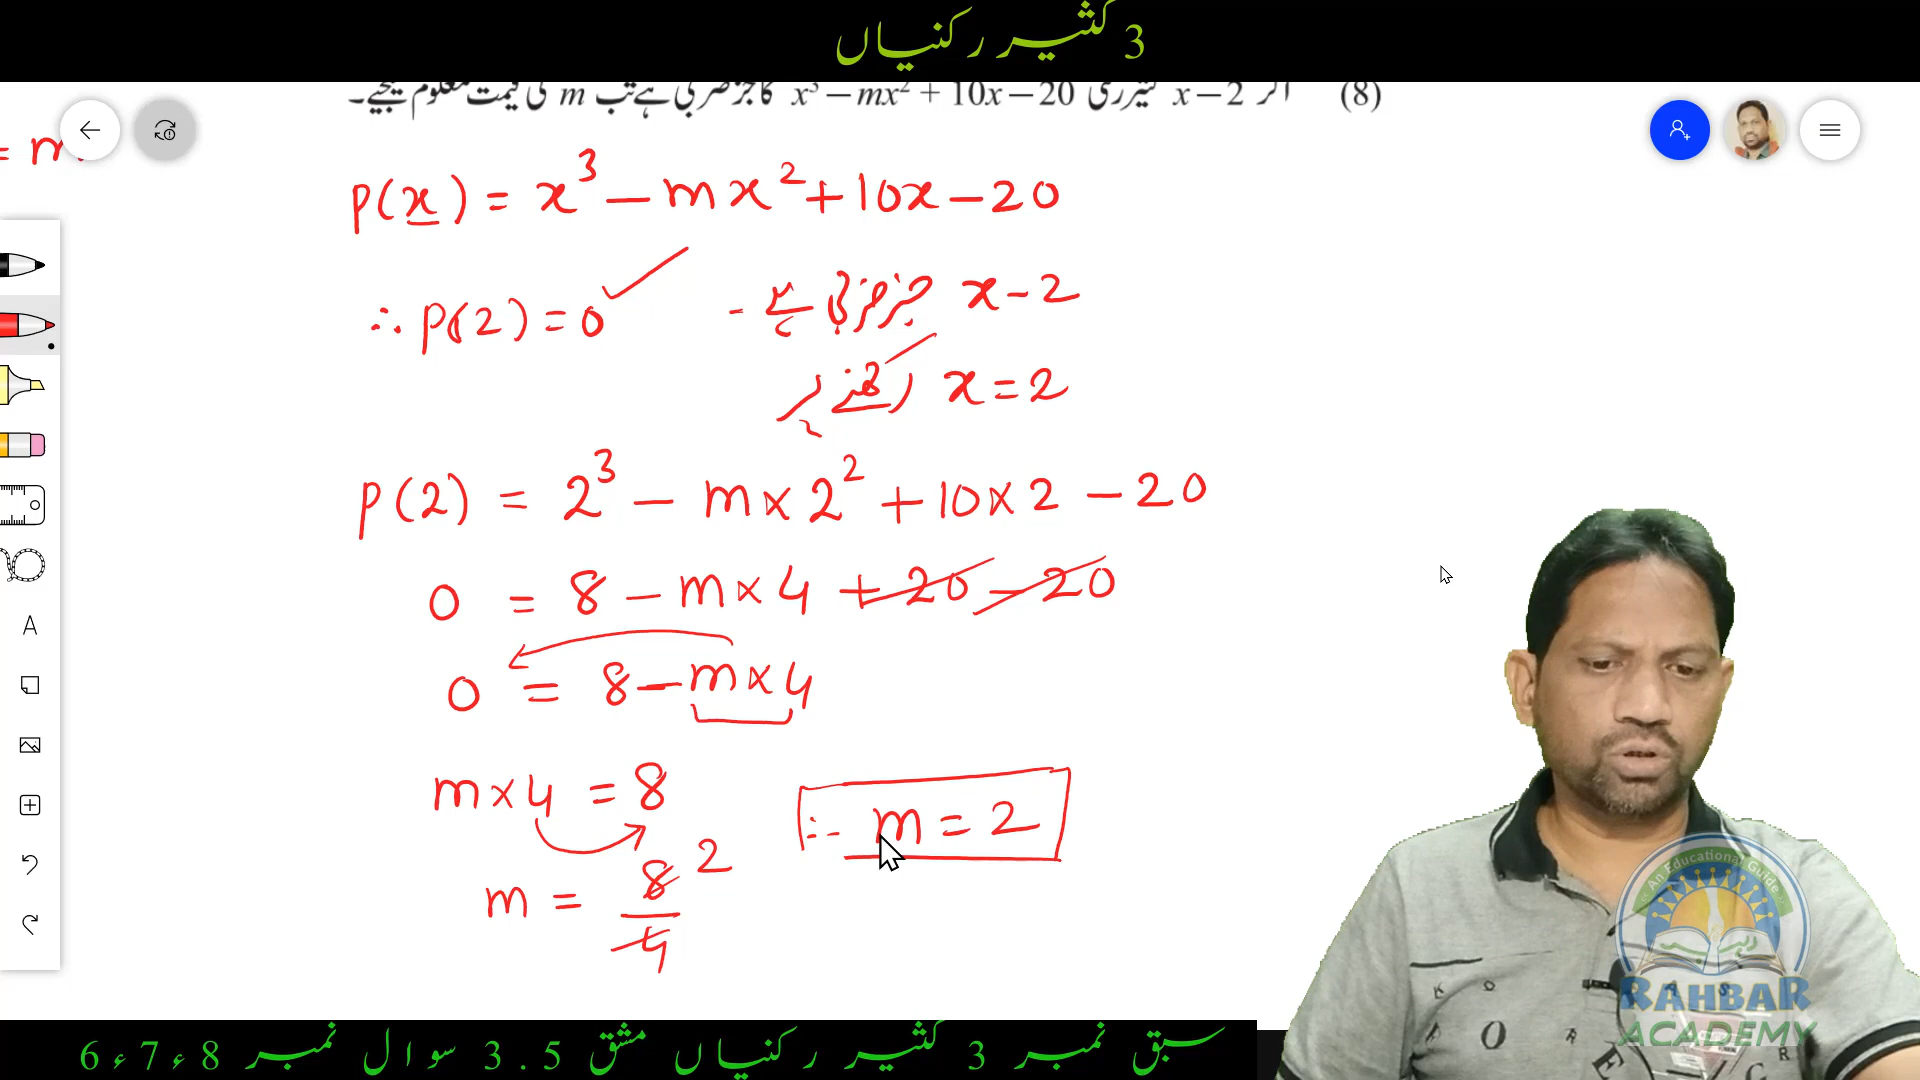 3 کثیر رکنیاں
(8) اگر x − 2 کثیر رکنی x³ − mx² + 10x − 20 کا جز ضربی ہے تب m کی قیمت معلوم کیجیے۔
= m
p(x) = x³ − mx² + 10x − 20
∴ p(2) = 0
x − 2 جز ضربی ہے -
x = 2 رکھنے پر
p(2) = 2³ − m × 2² + 10 × 2 − 20
0 = 8 − m × 4 + 20 − 20
0 = 8 − m × 4
m × 4 = 8
m = 8/4 2
∴ m = 2
A
An Educational Guide
RAHBAR
ACADEMY
سبق نمبر 3 کثیر رکنیاں مشق 3.5 سوال نمبر 6،7،8